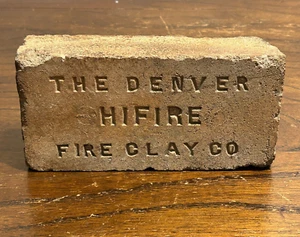 THE DENVER
HIFIRE
FIRE CLAY CO